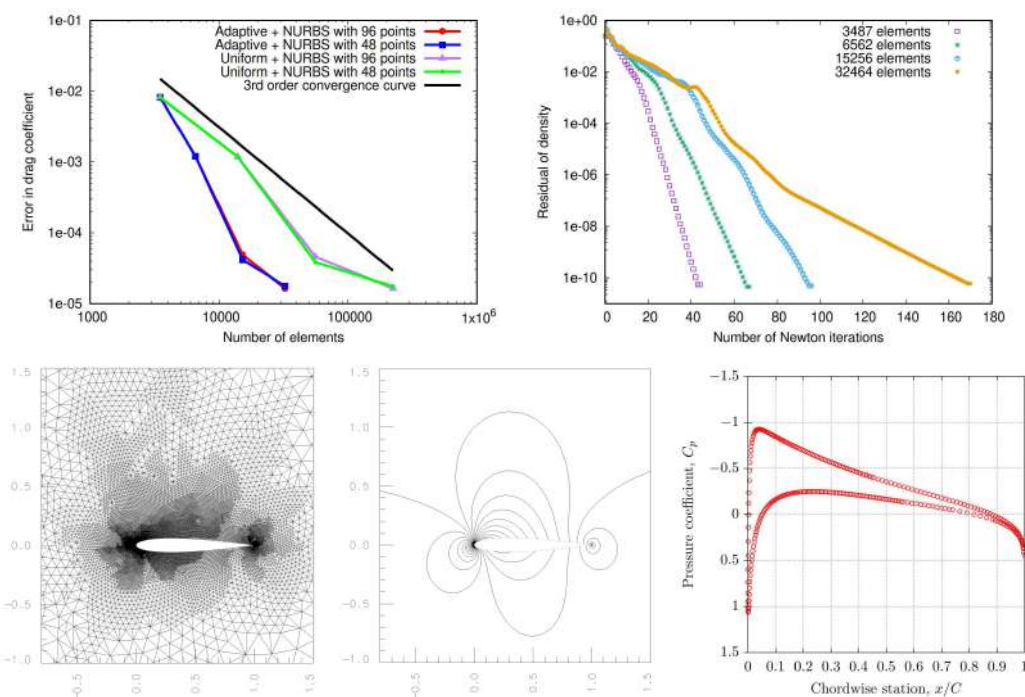 1e-01
1e-02
1e-03
1e-04
1e-05
1000
10000
100000
1x10^6
Error in drag coefficient
Number of elements
Adaptive + NURBS with 96 points
Adaptive + NURBS with 48 points
Uniform + NURBS with 96 points
Uniform + NURBS with 48 points
3rd order convergence curve
1e+00
1e-02
1e-04
1e-06
1e-08
1e-10
0
20
40
60
80
100
120
140
160
180
Residual of density
Number of Newton iterations
3487 elements
6562 elements
15256 elements
32464 elements
1.5
1.0
0.5
0.0
−0.5
−1.0
−0.5
0.0
0.5
1.0
1.5
1.5
1.0
0.5
0.0
−0.5
−1.0
−0.5
0.0
0.5
1.0
1.5
−1.5
−1
−0.5
0
0.5
1
1.5
0 0.1 0.2 0.3 0.4 0.5 0.6 0.7 0.8 0.9 1
Pressure coefficient, Cp
Chordwise station, x/C